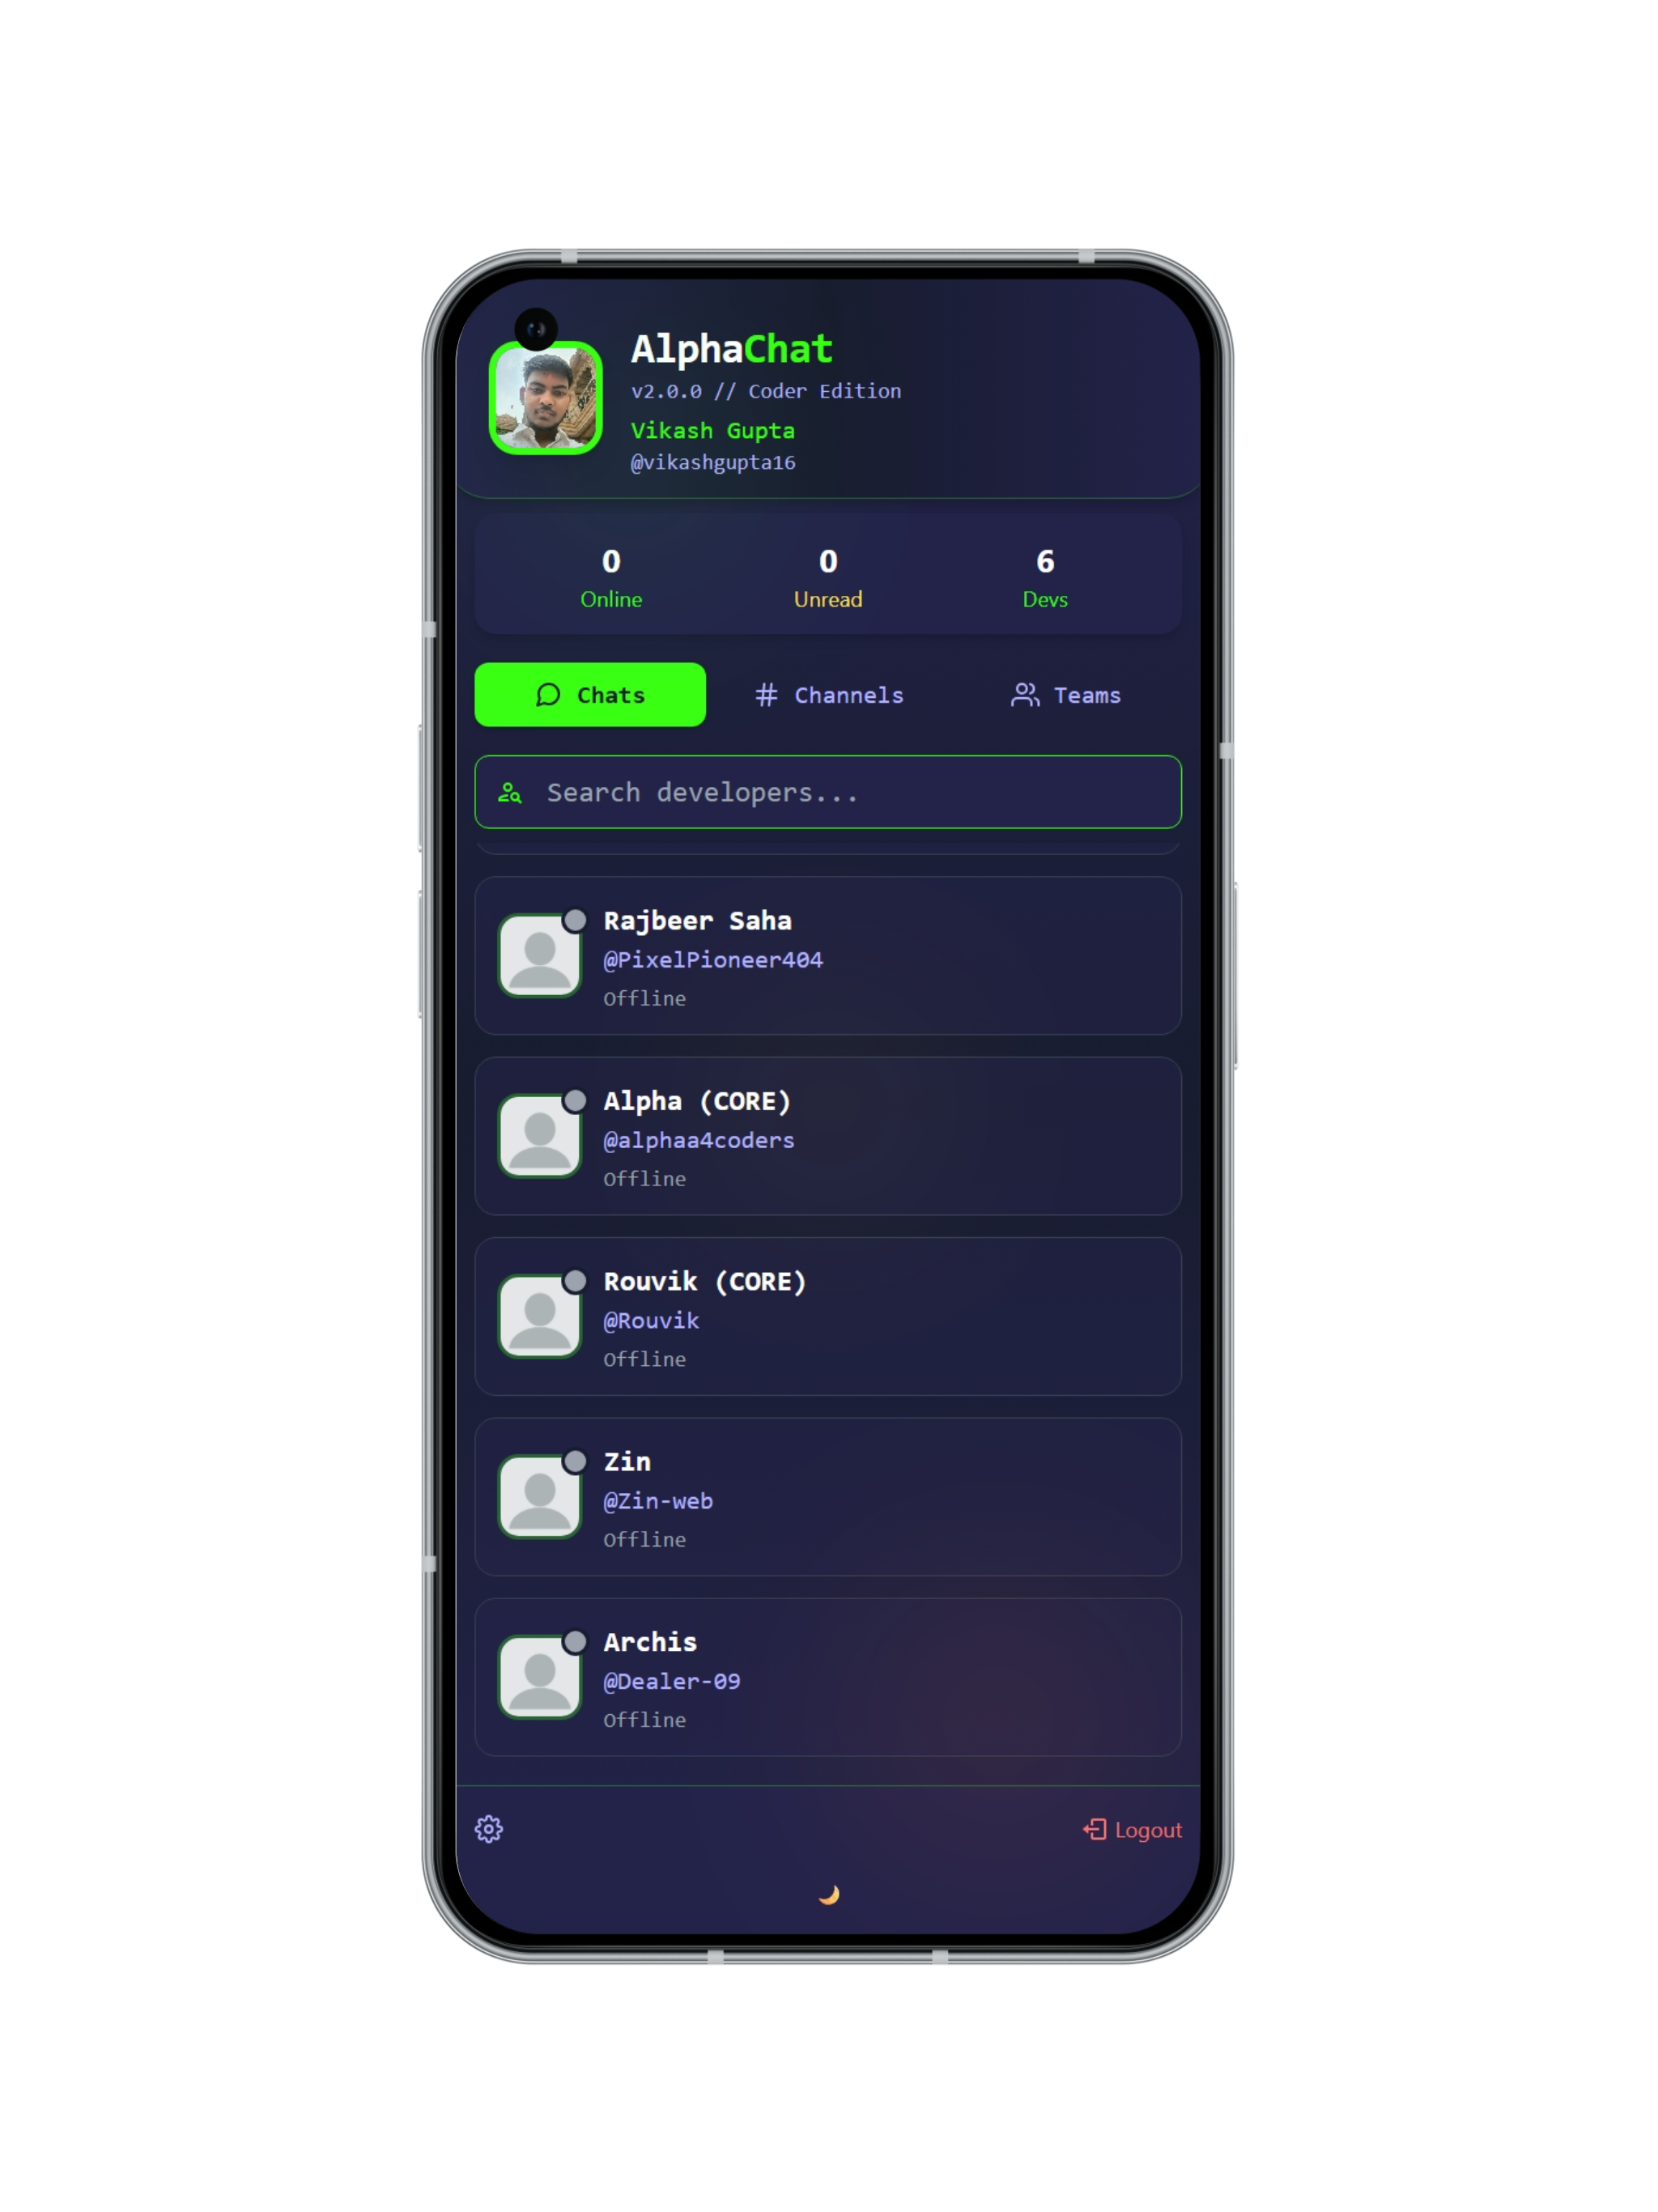 AlphaChat
v2.0.0 // Coder Edition
Vikash Gupta
@vikashgupta16
0 0 6
Online Unread Devs
Chats # Channels Teams
Search developers...
Rajbeer Saha
@PixelPioneer404
Offline
Alpha (CORE)
@alphaa4coders
Offline
Rouvik (CORE)
@Rouvik
Offline
Zin
@Zin-web
Offline
Archis
@Dealer-09
Offline
Logout